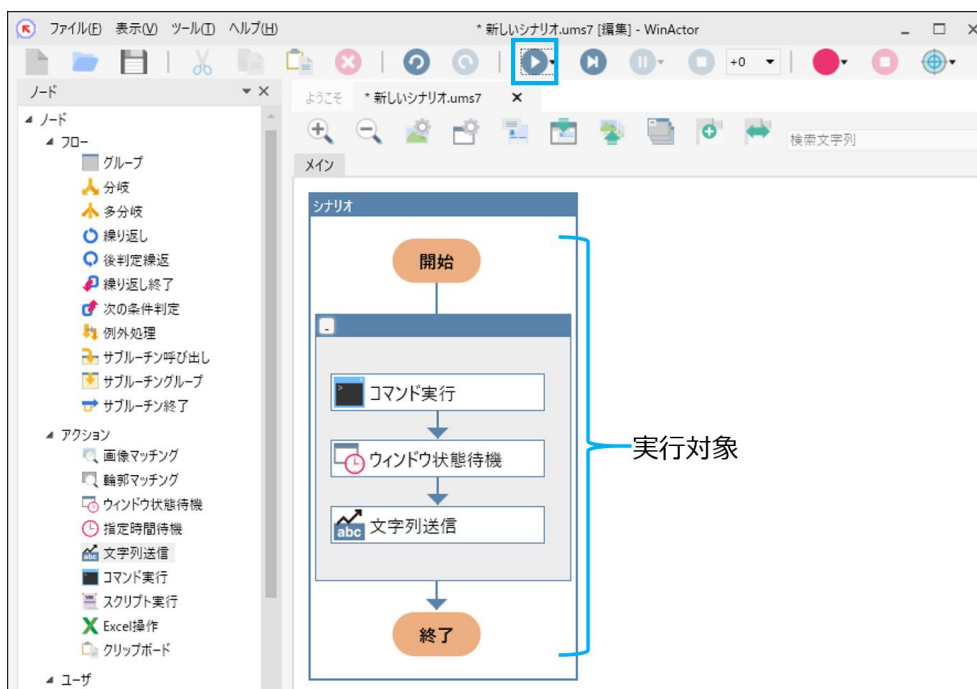 ファイル(F) 表示(V) ツール(T) ヘルプ(H) * 新しいシナリオ.ums7 [編集] - WinActor
+0
ノード
ようこそ * 新しいシナリオ.ums7
検索文字列
メイン
ノード
フロー
グループ
分岐
多分岐
繰り返し
後判定繰返
繰り返し終了
次の条件判定
例外処理
サブルーチン呼び出し
サブルーチングループ
サブルーチン終了
アクション
画像マッチング
輪郭マッチング
ウィンドウ状態待機
指定時間待機
文字列送信
コマンド実行
スクリプト実行
Excel操作
クリップボード
ユーザ
シナリオ
開始
コマンド実行
ウィンドウ状態待機
abc 文字列送信
終了
実行対象